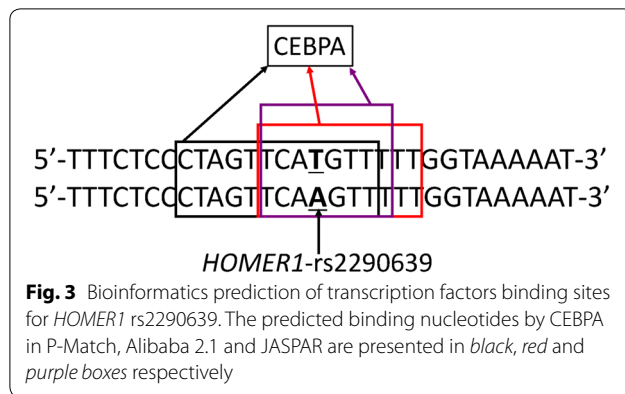 CEBPA
5’-TTTCTCCCTAGTTCATGTTTTTGGTAAAAAT-3’
5’-TTTCTCCCTAGTTCAAGTTTTTGGTAAAAAT-3’
HOMER1-rs2290639
Fig. 3 Bioinformatics prediction of transcription factors binding sites
for HOMER1 rs2290639. The predicted binding nucleotides by CEBPA
in P-Match, Alibaba 2.1 and JASPAR are presented in black, red and
purple boxes respectively